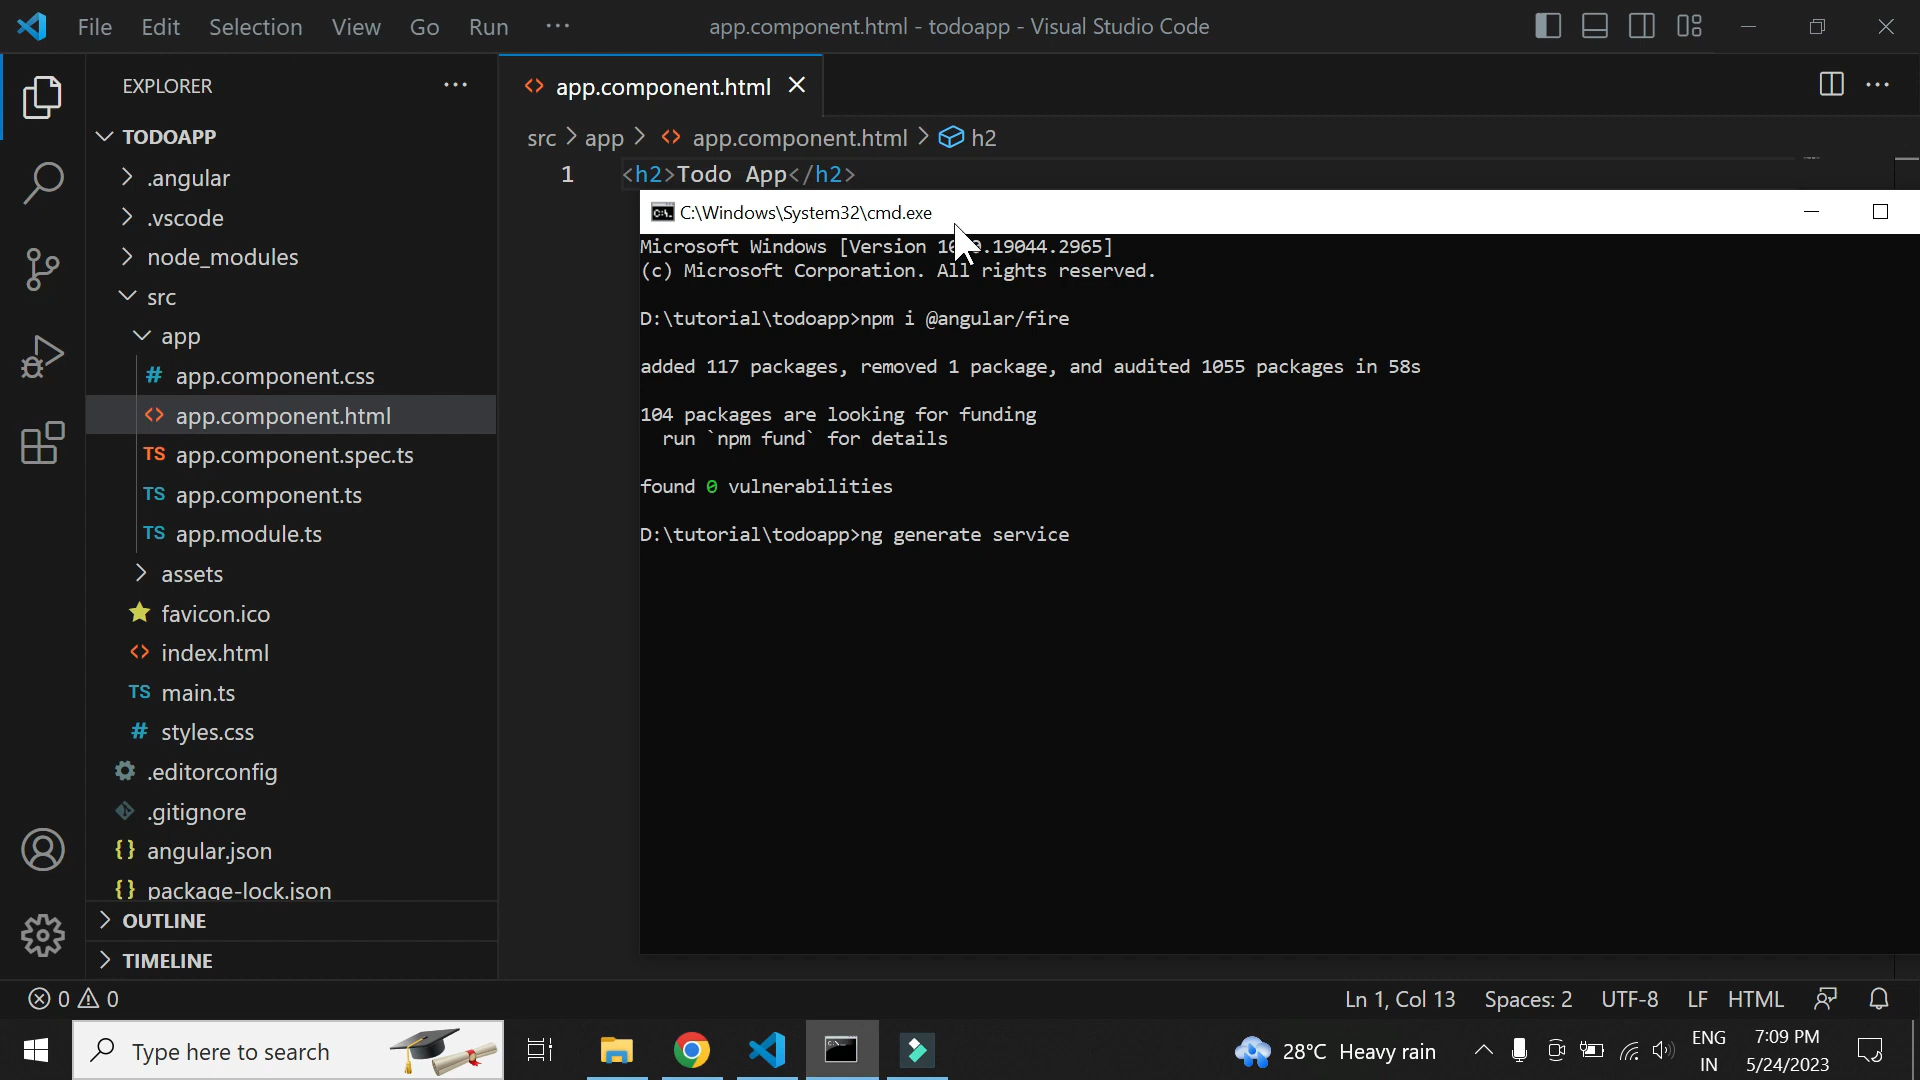 File Edit Selection View Go Run ···
app.component.html - todoapp - Visual Studio Code
EXPLORER
TODOAPP
.angular
.vscode
node_modules
src
app
# app.component.css
<> app.component.html
TS app.component.spec.ts
TS app.component.ts
TS app.module.ts
assets
favicon.ico
<> index.html
TS main.ts
# styles.css
.editorconfig
.gitignore
{} angular.json
{} package-lock.json
OUTLINE
TIMELINE
<> app.component.html
src > app > <> app.component.html > h2
1 <h2>Todo App</h2>
C:\Windows\System32\cmd.exe
Microsoft Windows [Version .19044.2965]
(c) Microsoft Corporation. All rights reserved.
D:\tutorial\todoapp>npm i @angular/fire
added 117 packages, removed 1 package, and audited 1055 packages in 58s
104 packages are looking for funding
run `npm fund` for details
found 0 vulnerabilities
D:\tutorial\todoapp>ng generate service
0 0
Ln 1, Col 13 Spaces: 2 UTF-8 LF HTML
Type here to search
28°C Heavy rain
ENG
IN
7:09 PM
5/24/2023